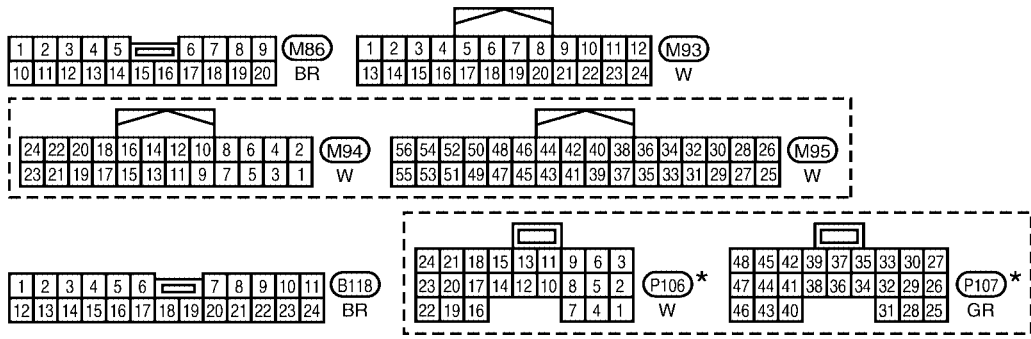 1 2 3 4 5 6 7 8 9 M86
10 11 12 13 14 15 16 17 18 19 20 BR
1 2 3 4 5 6 7 8 9 10 11 12 M93
13 14 15 16 17 18 19 20 21 22 23 24 W
24 22 20 18 16 14 12 10 8 6 4 2 M94
23 21 19 17 15 13 11 9 7 5 3 1 W
56 54 52 50 48 46 44 42 40 38 36 34 32 30 28 26 M95
55 53 51 49 47 45 43 41 39 37 35 33 31 29 27 25 W
1 2 3 4 5 6 7 8 9 10 11 B118
12 13 14 15 16 17 18 19 20 21 22 23 24 BR
24 21 18 15 13 11 9 6 3
23 20 17 14 12 10 8 5 2 P106 *
22 19 16 7 4 1 W
48 45 42 39 37 35 33 30 27
47 44 41 38 36 34 32 29 26 P107 *
46 43 40 31 28 25 GR